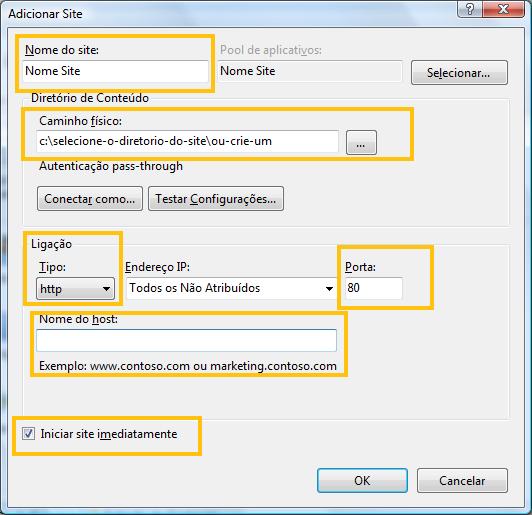 Adicionar Site
Nome do site:
Pool de aplicativos:
Nome Site
Nome Site
Selecionar...
Diretório de Conteúdo
Caminho físico:
c:\selecione-o-diretorio-do-site\ou-crie-um
...
Autenticação pass-through
Conectar como...
Testar Configurações...
Ligação
Tipo:
Endereço IP:
Porta:
http
Todos os Não Atribuídos
80
Nome do host:
Exemplo: www.contoso.com ou marketing.contoso.com
Iniciar site imediatamente
OK
Cancelar